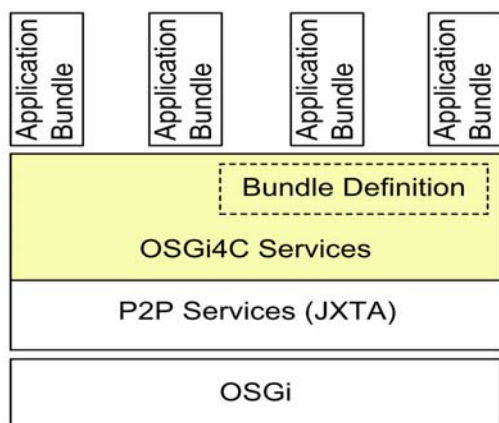 Application
Bundle
Application
Bundle
Application
Bundle
Application
Bundle
Bundle Definition
OSGi4C Services
P2P Services (JXTA)
OSGi